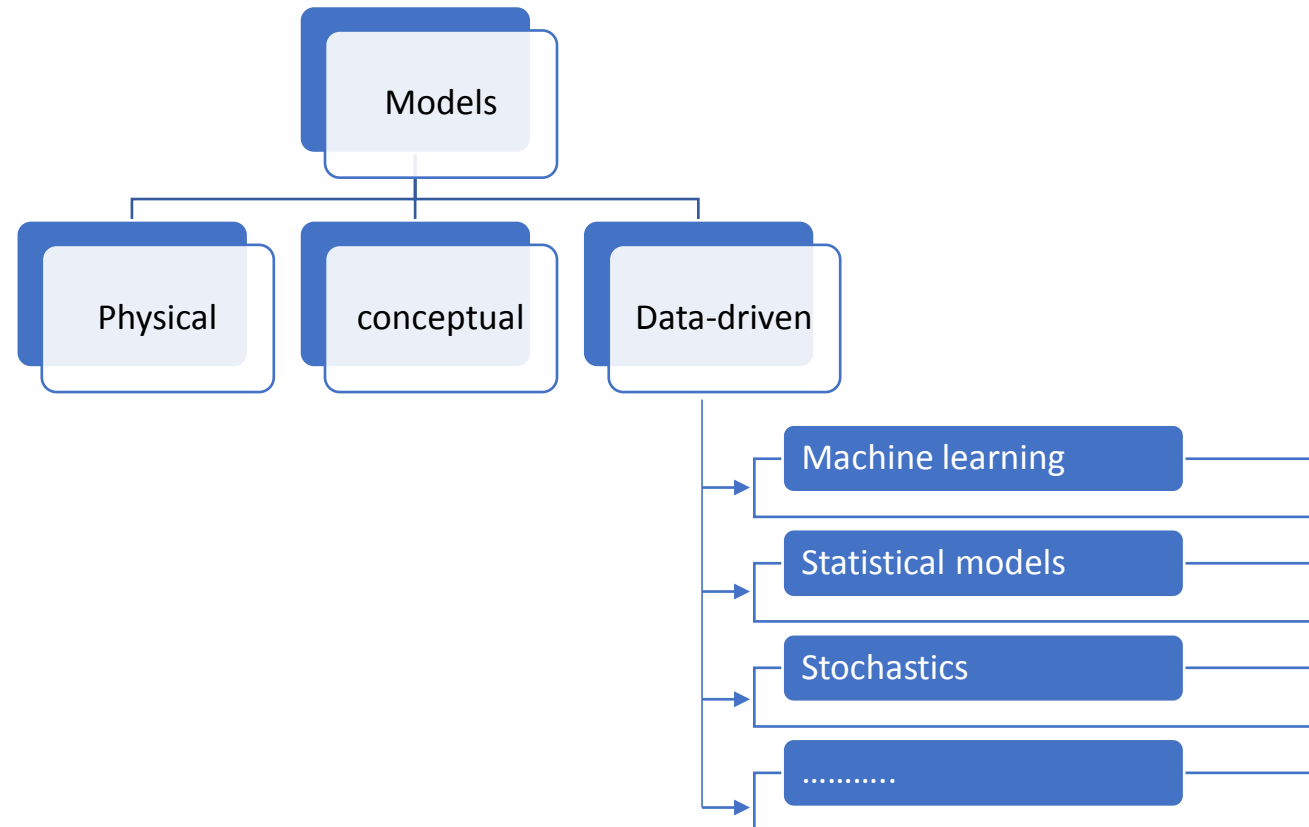 Models
Physical
conceptual
Data-driven
Machine learning
Statistical models
Stochastics
………..